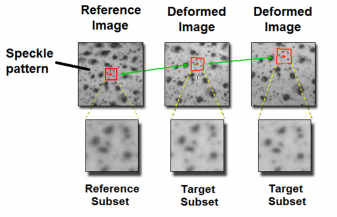 Reference
Image
Deformed
Image
Deformed
Image
Speckle
pattern
Reference
Subset
Target
Subset
Target
Subset